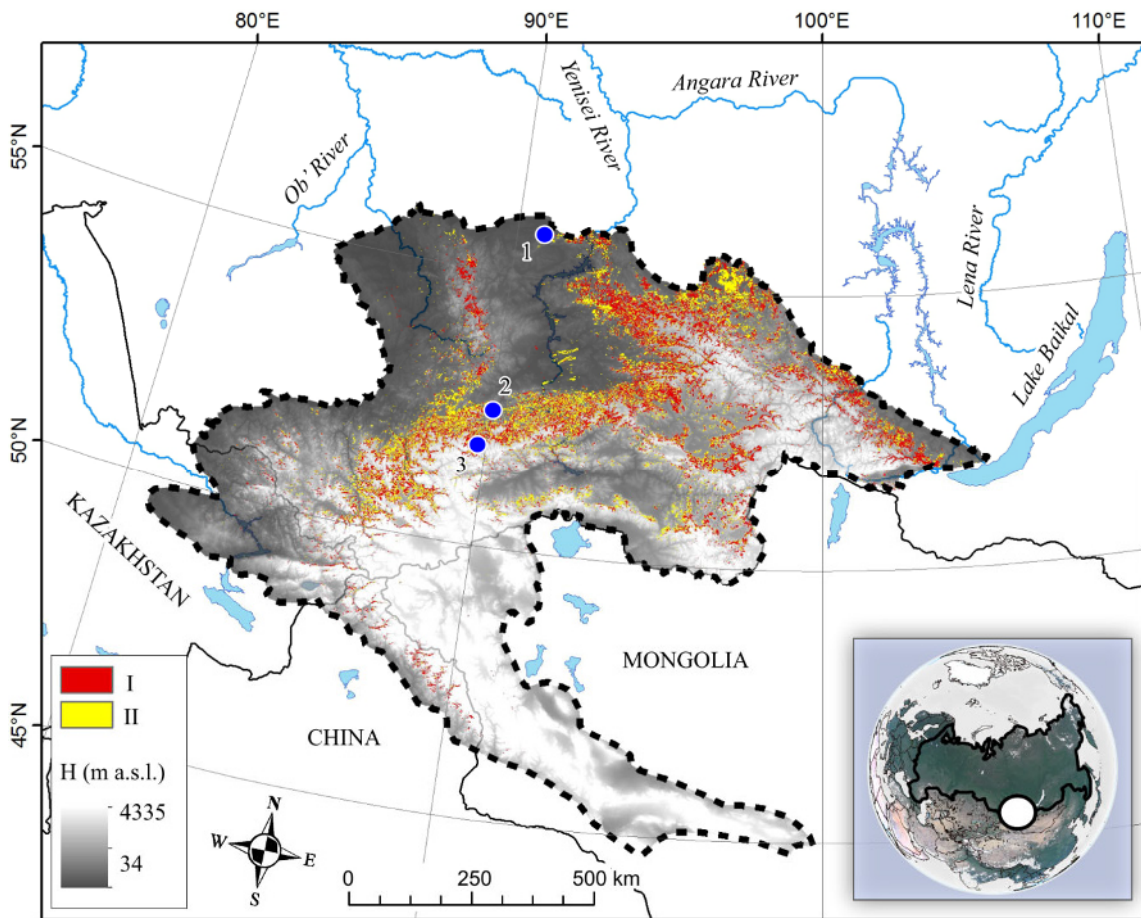 80°E
90°E
100°E
110°E
55°N
50°N
45°N
Ob' River
Yenisei River
Angara River
Lena River
Lake Baikal
1
2
3
KAZAKHSTAN
MONGOLIA
CHINA
I
II
H (m a.s.l.)
4335
34
N
W
E
S
0 250 500 km